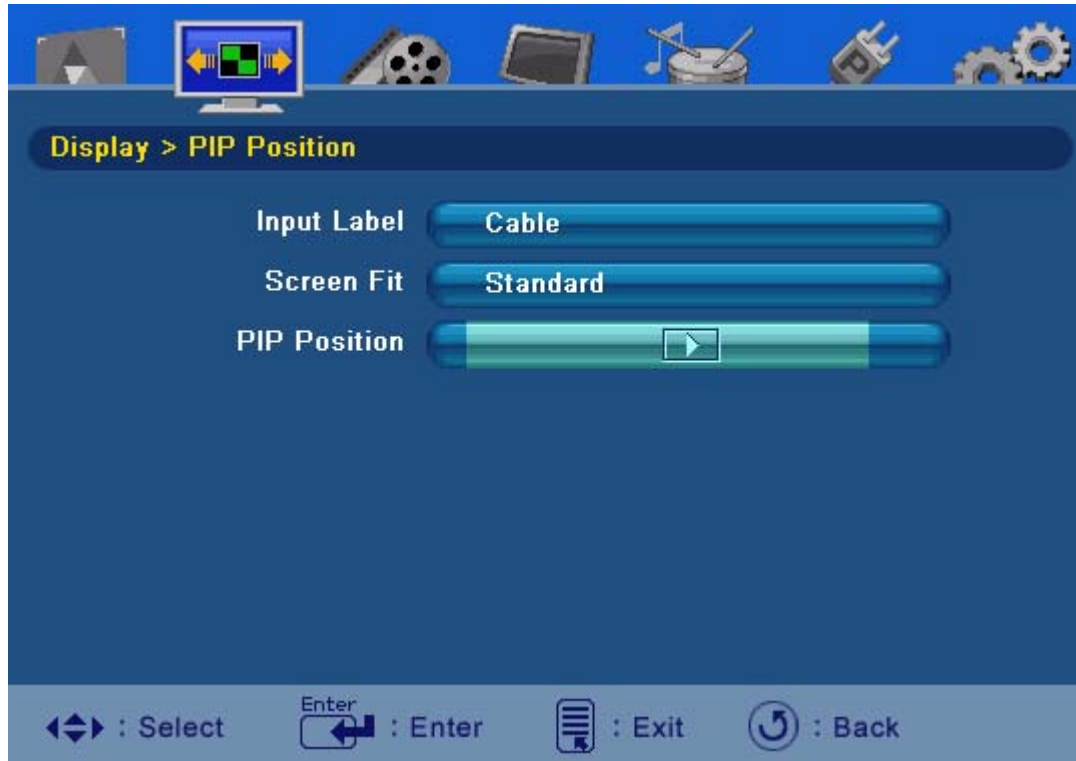 P
Display > PIP Position
Input Label Cable
Screen Fit Standard
PIP Position
Enter
: Select : Enter : Exit : Back